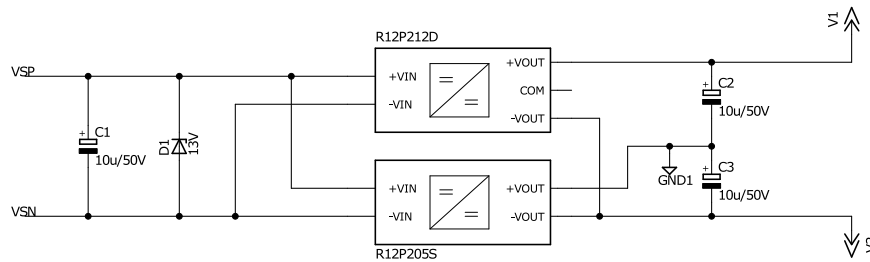 V1
R12P212D
VSP
+VIN
-VIN
+VOUT
COM
-VOUT
+
C2
10u/50V
+
C1
10u/50V
D1
13V
+VIN
-VIN
+VOUT
-VOUT
GND1
+
C3
10u/50V
VSN
R12P205S